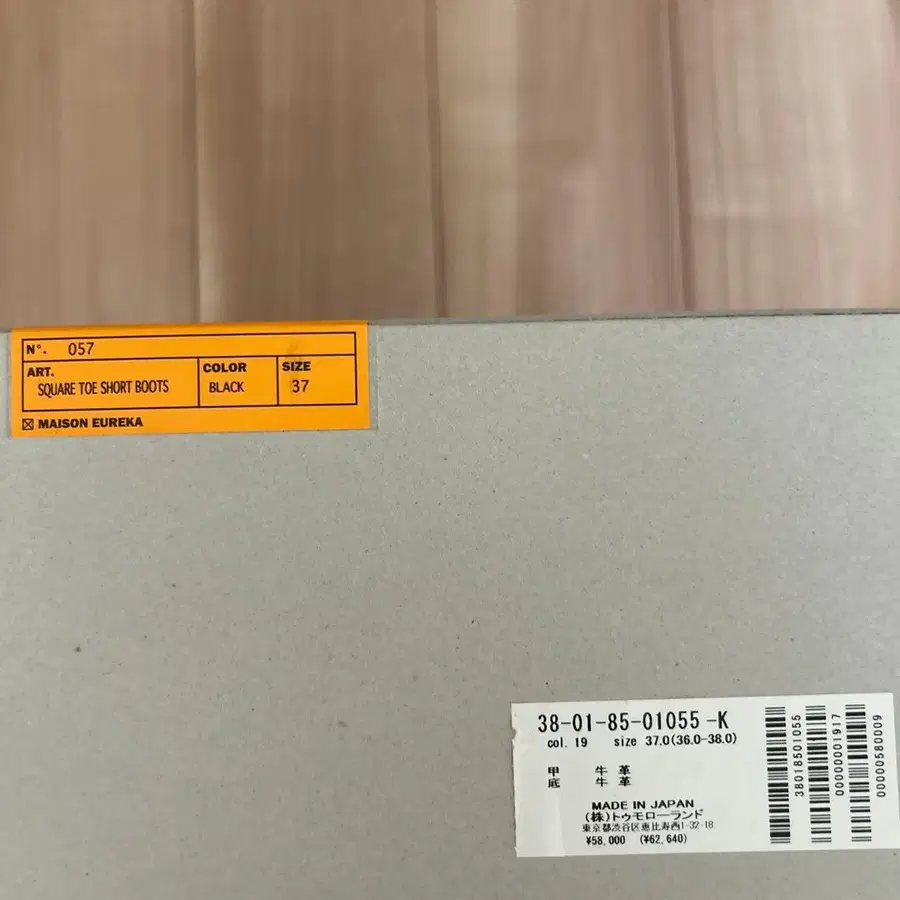 N°. 057
ART. COLOR SIZE
SQUARE TOE SHORT BOOTS BLACK 37
MAISON EUREKA
38-01-85-01055-K
col. 19 size 37.0(36.0-38.0)
甲 牛 革
底 牛 革
MADE IN JAPAN
(株)トゥモローランド
東京都渋谷区恵比寿西1-32-18
¥58,000 (¥62,640)
38018501055
00000001917
00000580009